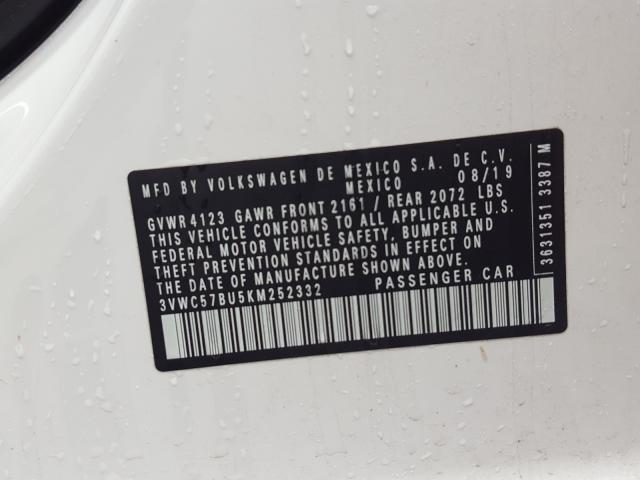 MFD BY VOLKSWAGEN DE MEXICO S.A. DE C.V.
MEXICO 08/19
GVWR 4123 GAWR FRONT 2161 / REAR 2072 LBS
THIS VEHICLE CONFORMS TO ALL APPLICABLE U.S.
FEDERAL MOTOR VEHICLE SAFETY, BUMPER AND
THEFT PREVENTION STANDARDS IN EFFECT ON
THE DATE OF MANUFACTURE SHOWN ABOVE.
3VWC57BU5KM252332 PASSENGER CAR
3631351 3387 M